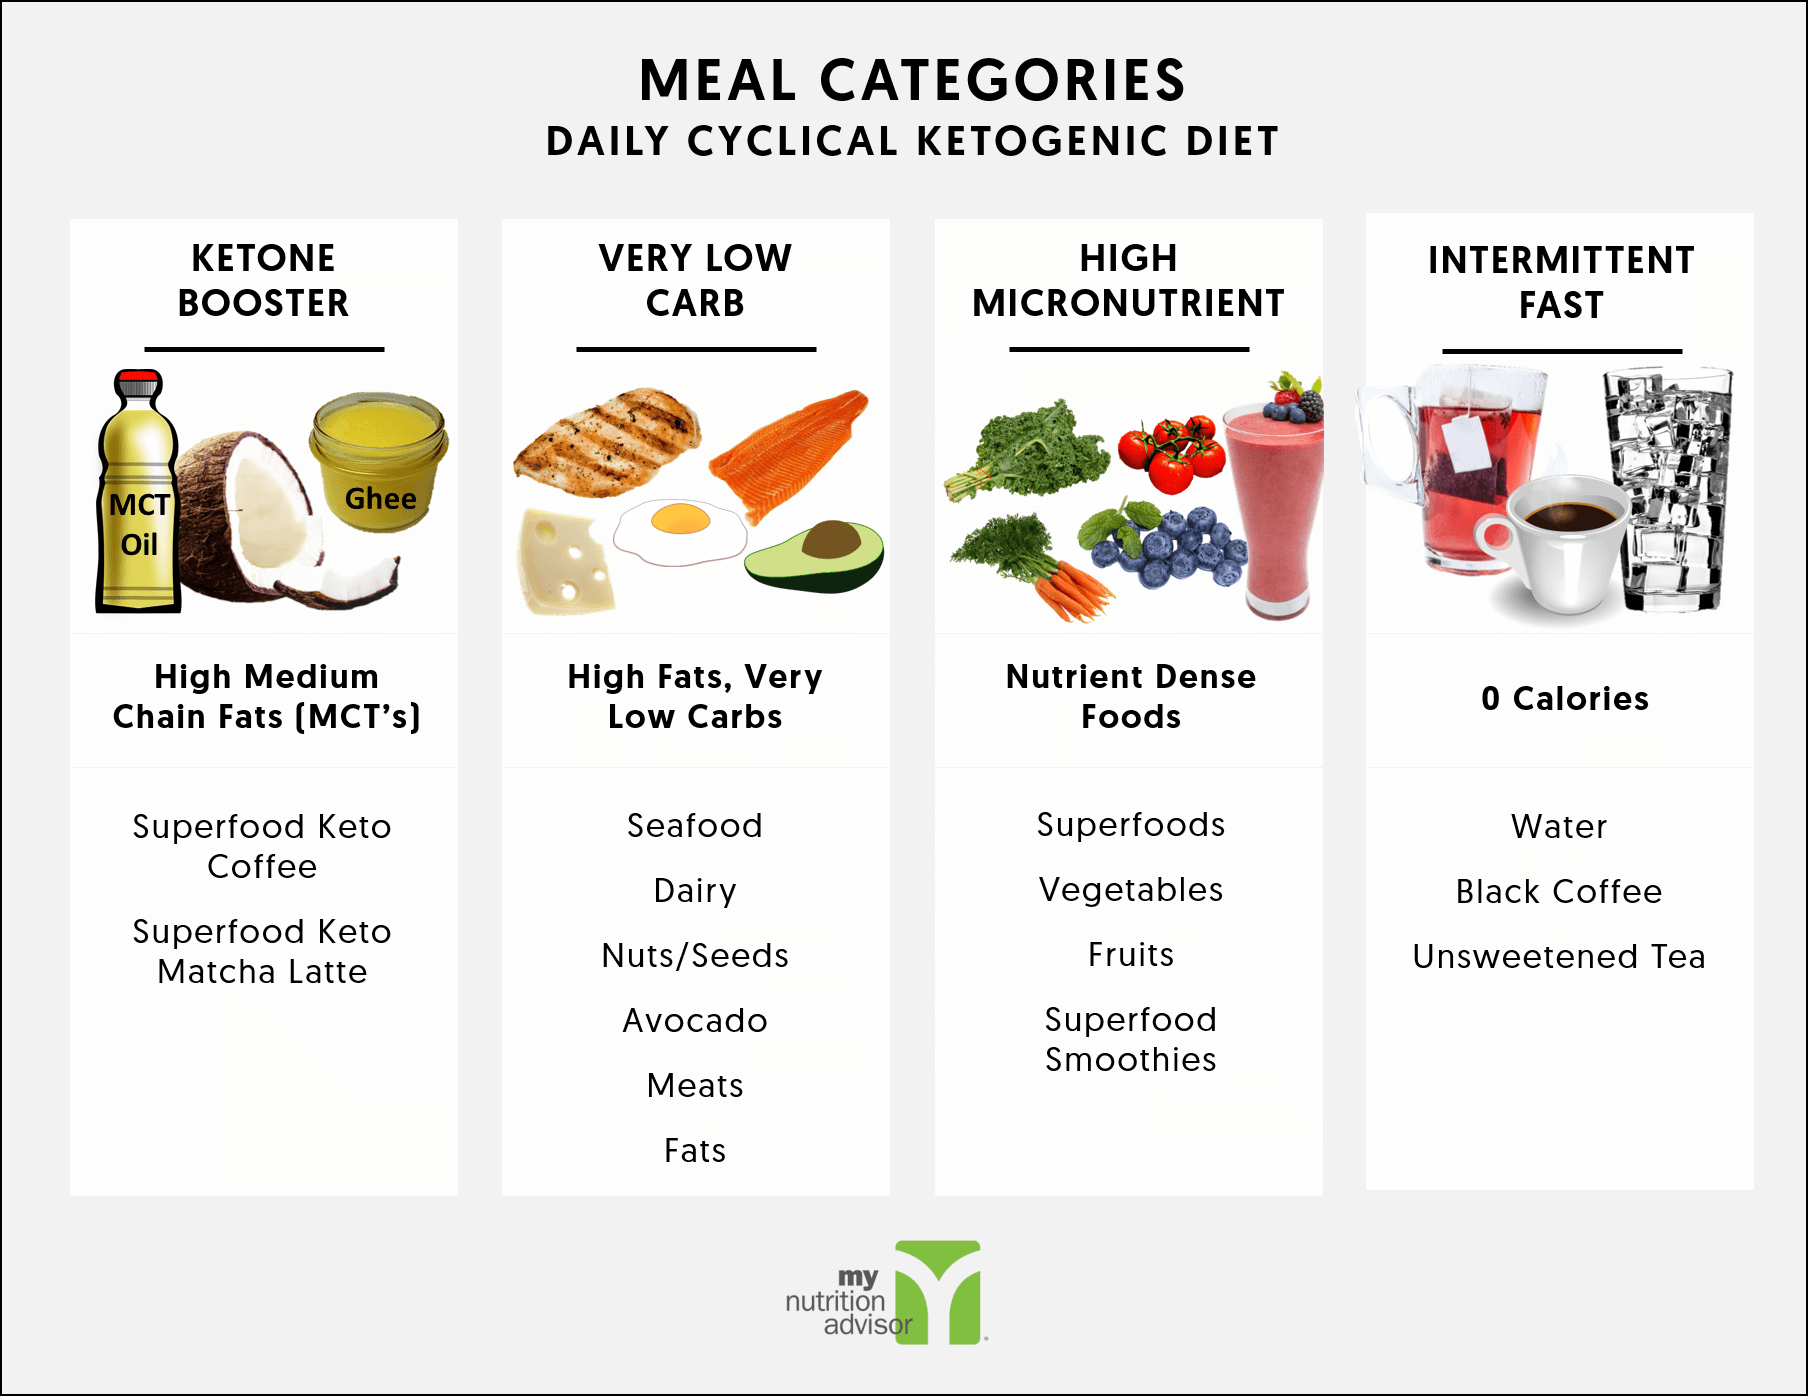 MEAL CATEGORIES
DAILY CYCLICAL KETOGENIC DIET
KETONE
BOOSTER
MCT
Oil
Ghee
High Medium
Chain Fats (MCT’s)
Superfood Keto
Coffee
Superfood Keto
Matcha Latte
VERY LOW
CARB
High Fats, Very
Low Carbs
Seafood
Dairy
Nuts/Seeds
Avocado
Meats
Fats
HIGH
MICRONUTRIENT
Nutrient Dense
Foods
Superfoods
Vegetables
Fruits
Superfood
Smoothies
INTERMITTENT
FAST
0 Calories
Water
Black Coffee
Unsweetened Tea
my
nutrition
advisor